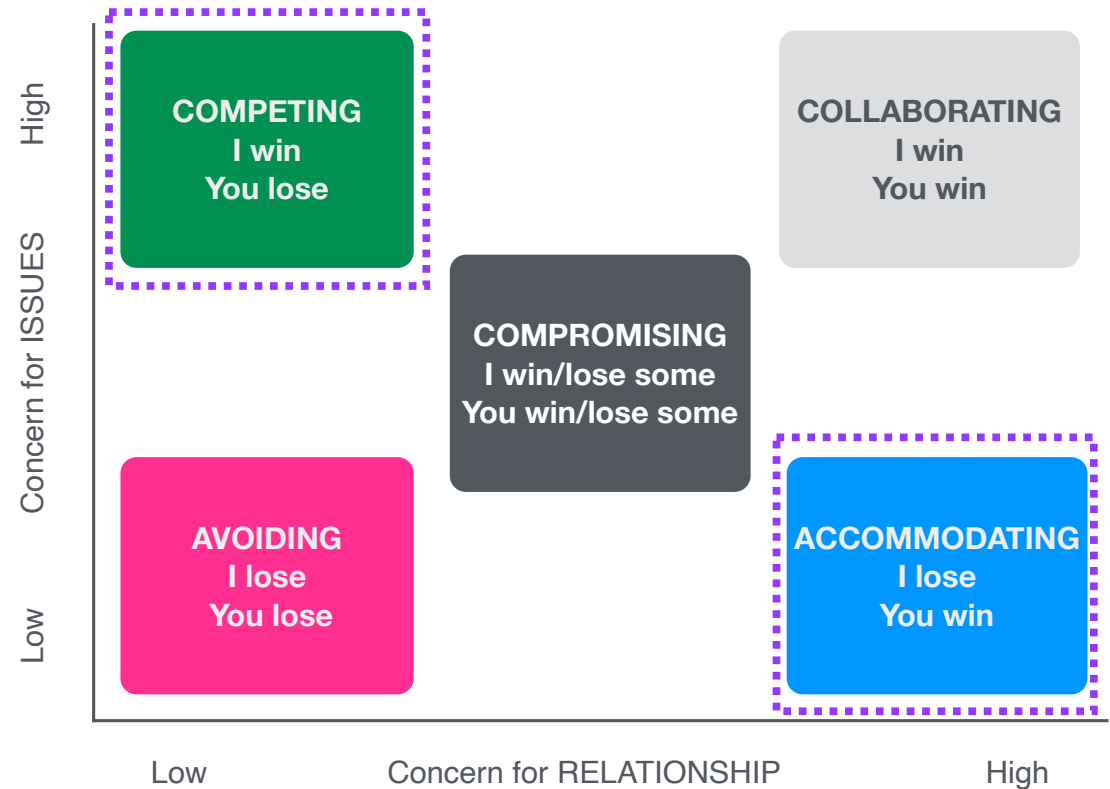 High
Concern for ISSUES
Low
COMPETING
I win
You lose
COLLABORATING
I win
You win
COMPROMISING
I win/lose some
You win/lose some
AVOIDING
I lose
You lose
ACCOMMODATING
I lose
You win
Low
Concern for RELATIONSHIP
High